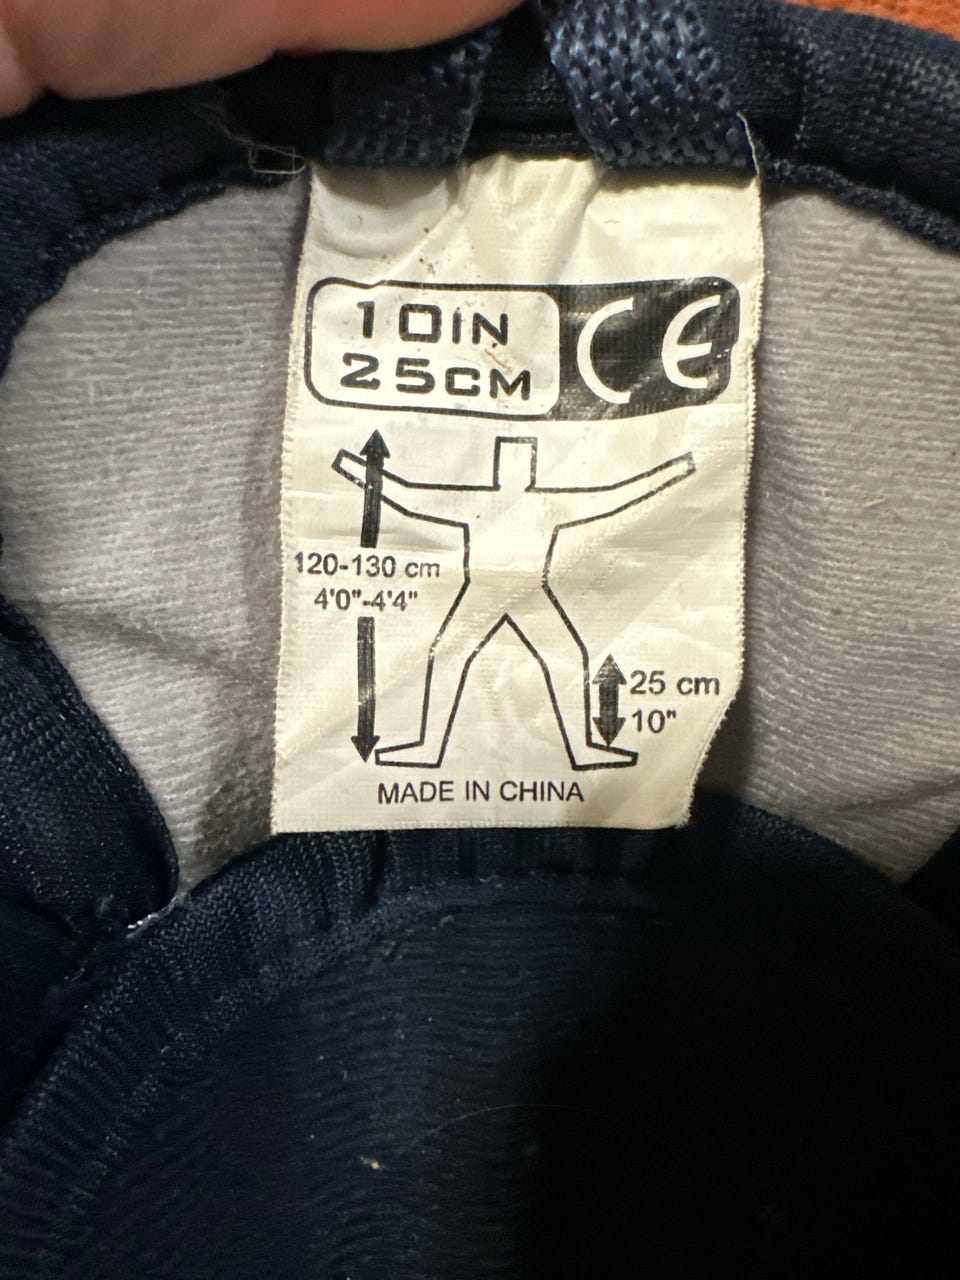 10IN
25CM
CE
120-130 cm
4'0"-4'4"
25 cm
10"
MADE IN CHINA